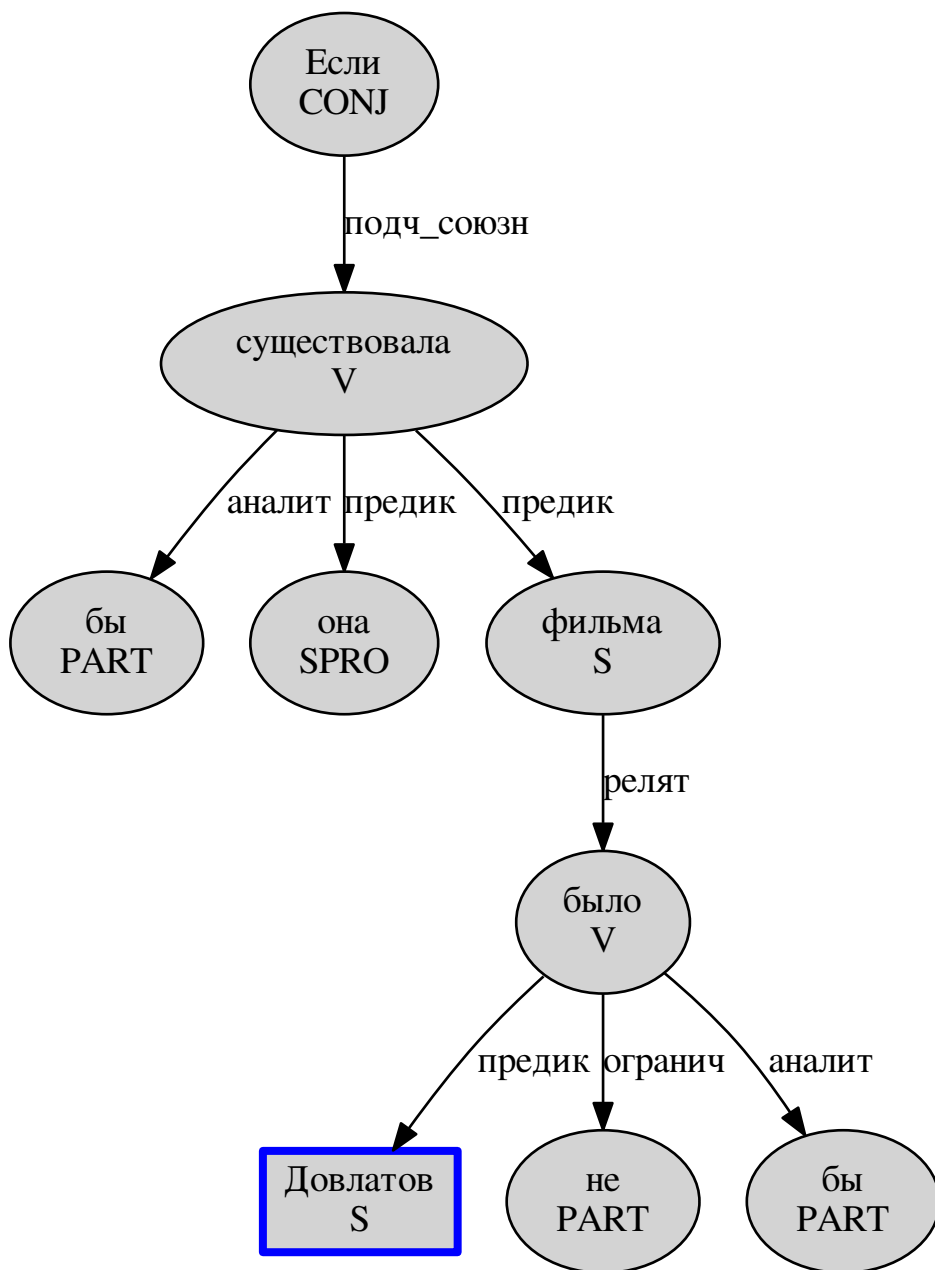 Если
CONJ
подч_союзн
существовала
V
аналит
предик
предик
бы
PART
она
SPRO
фильма
S
релят
было
V
предик
огранич
аналит
Довлатов
S
не
PART
бы
PART